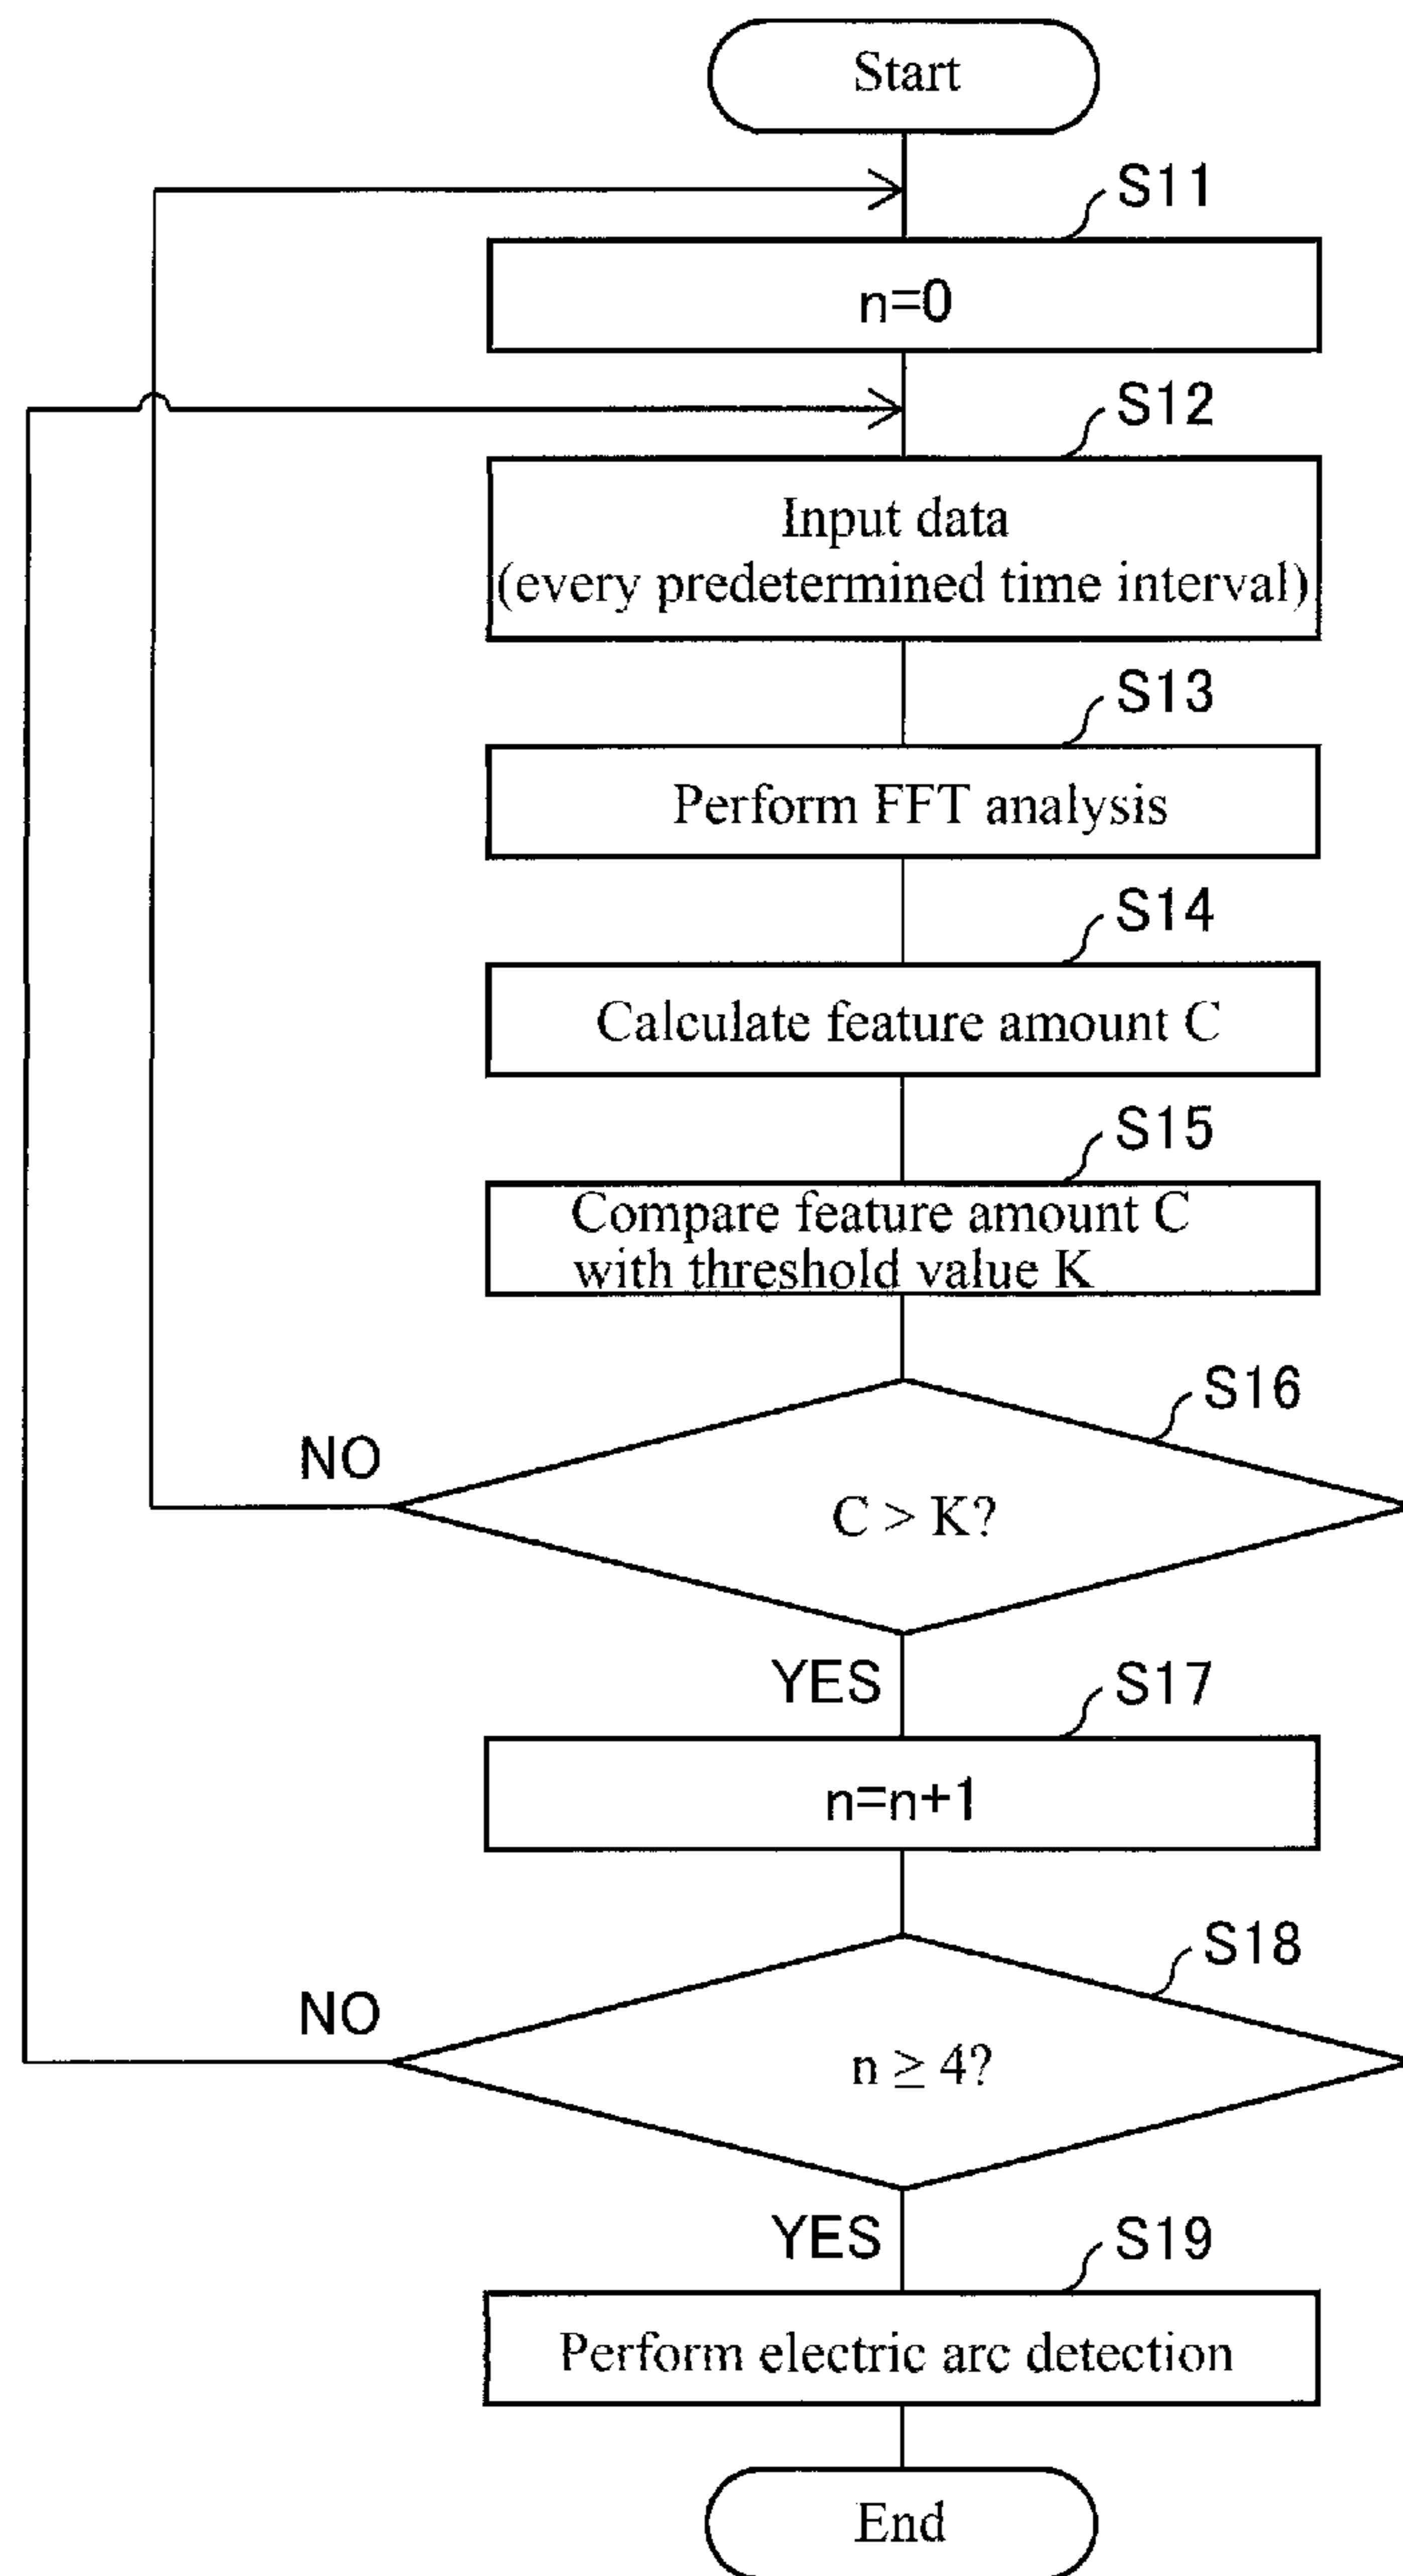 Start
S11
n=0
S12
Input data
(every predetermined time interval)
S13
Perform FFT analysis
S14
Calculate feature amount C
S15
Compare feature amount C
with threshold value K
S16
NO
C > K?
YES
S17
n=n+1
S18
NO
n ≥ 4?
YES
S19
Perform electric arc detection
End